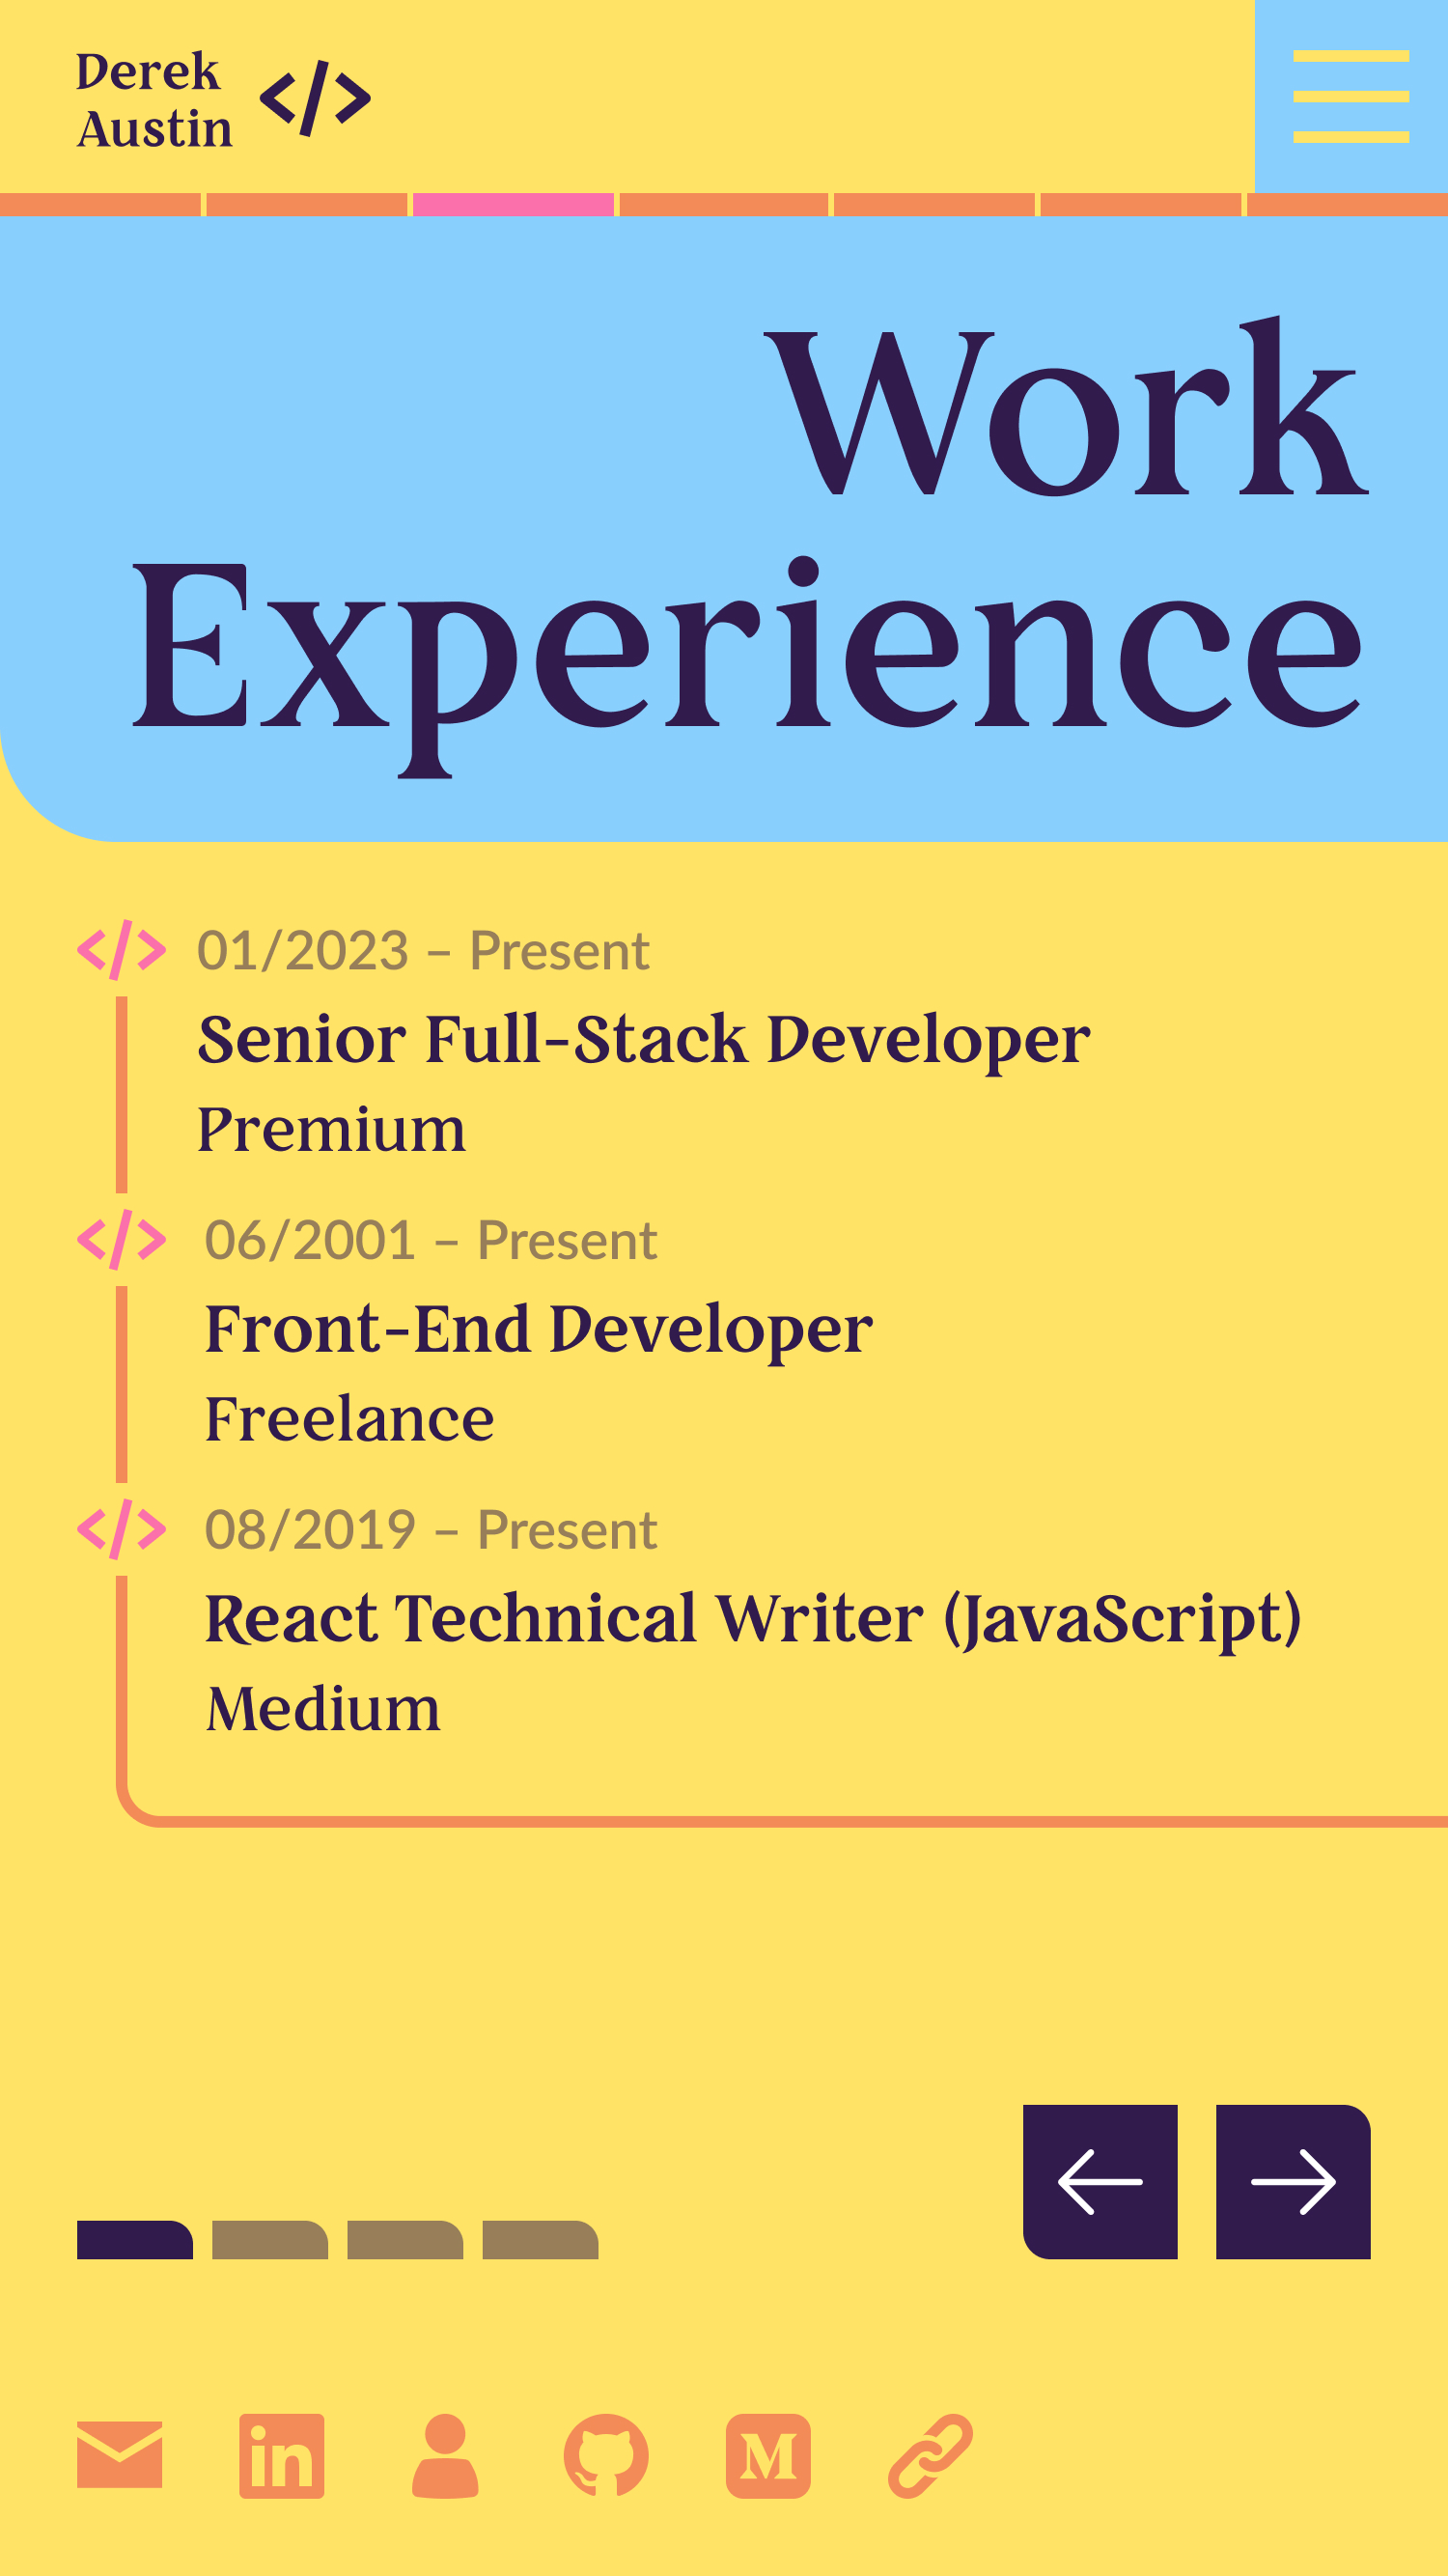 Derek
Austin
Work
Experience
01/2023 – Present
Senior Full-Stack Developer
Premium
06/2001 – Present
Front-End Developer
Freelance
08/2019 – Present
React Technical Writer (JavaScript)
Medium